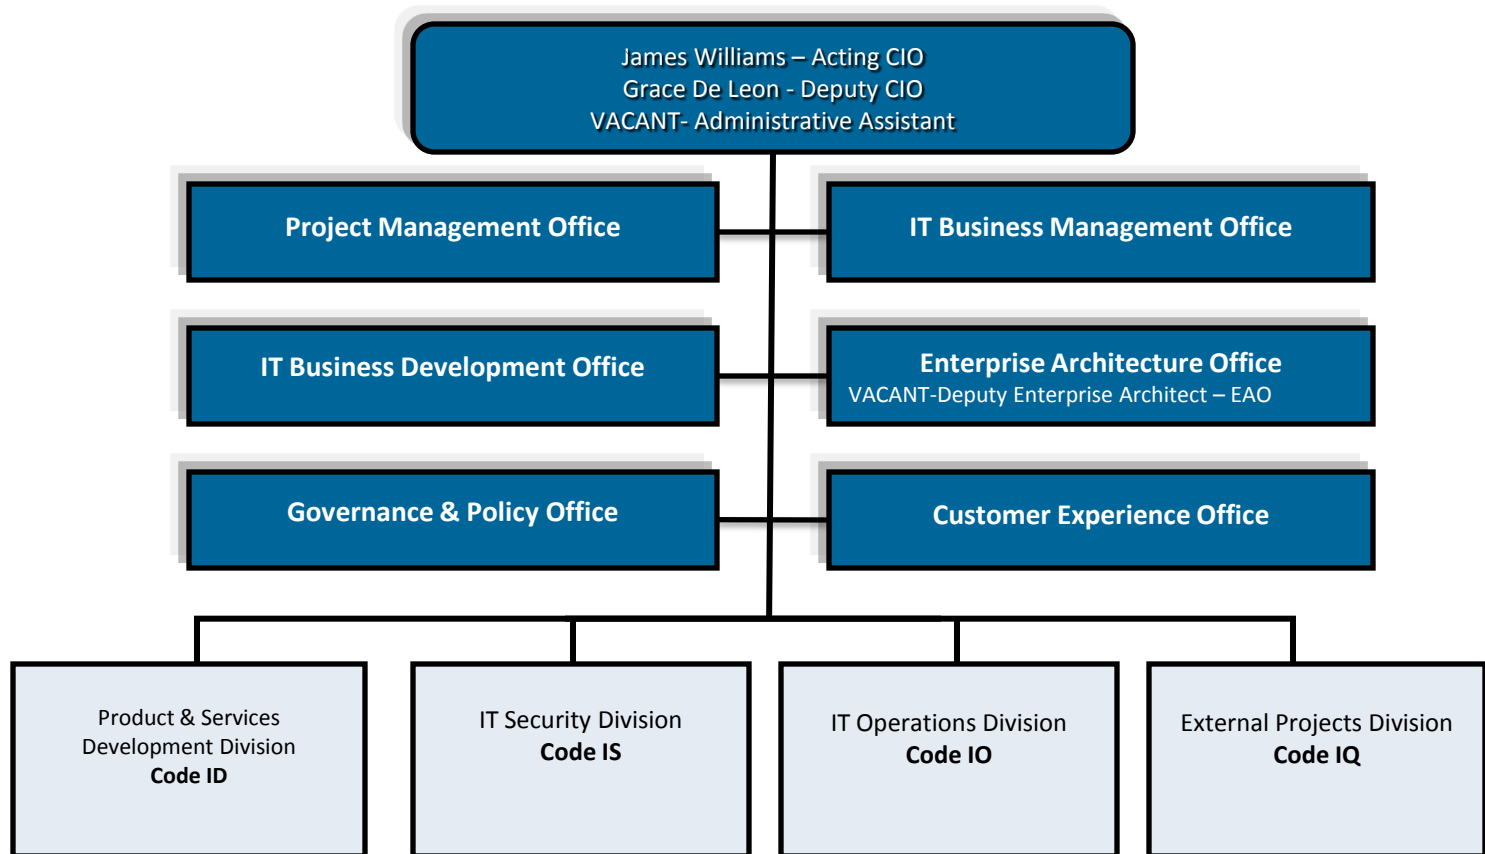 James Williams – Acting CIO
Grace De Leon - Deputy CIO
VACANT- Administrative Assistant
Project Management Office
IT Business Management Office
IT Business Development Office
Enterprise Architecture Office
VACANT-Deputy Enterprise Architect – EAO
Governance & Policy Office
Customer Experience Office
Product & Services
Development Division
Code ID
IT Security Division
Code IS
IT Operations Division
Code IO
External Projects Division
Code IQ